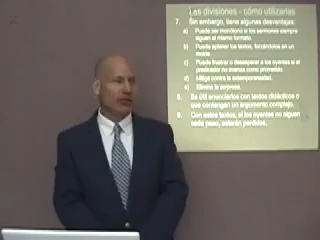 Las divisiones - cómo utilizarlas
7. Sin embargo, tiene algunas desventajas:
a) Puede ser monótono si los sermones siempre
siguen el mismo formato.
b) Puede aplanar los textos, forzándolos en un
molde.
c) Puede frustrar o desesperar a los oyentes si el
predicador no avanza como prometido.
d) Mitiga contra la extemporaneidad.
e) Elimina la sorpresa.
8. Es útil anunciarlos con textos didácticos o
que contengan un argumento complejo.
9. Con estos textos, si los oyentes no siguen
cada paso, estarán perdidos.